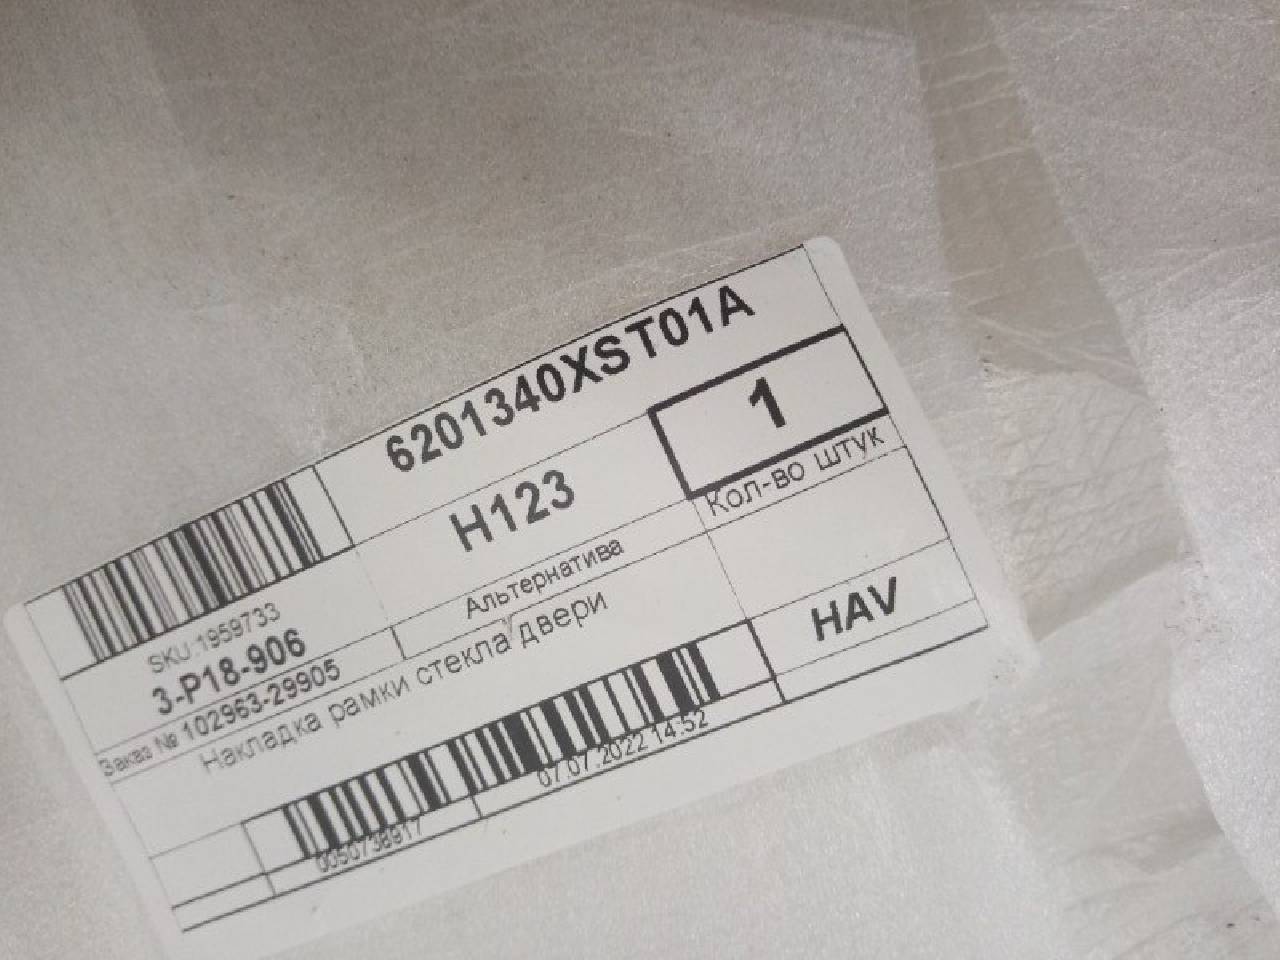 6201340XST01A
H123
1
Кол-во штук
Альтернатива
SKU 1959733
3-P18-906
Заказ № 102963-29905
Накладка рамки стекла двери
HAV
0050738917
07.07.2022 14:52